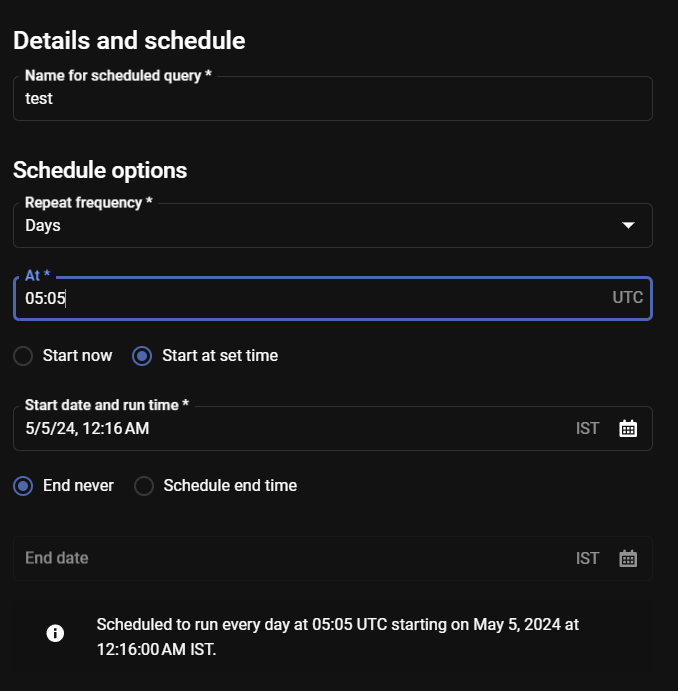 Details and schedule
Name for scheduled query *
test
Schedule options
Repeat frequency *
Days
At *
05:05 UTC
Start now Start at set time
Start date and run time *
5/5/24, 12:16 AM IST
End never Schedule end time
End date IST
Scheduled to run every day at 05:05 UTC starting on May 5, 2024 at
12:16:00 AM IST.